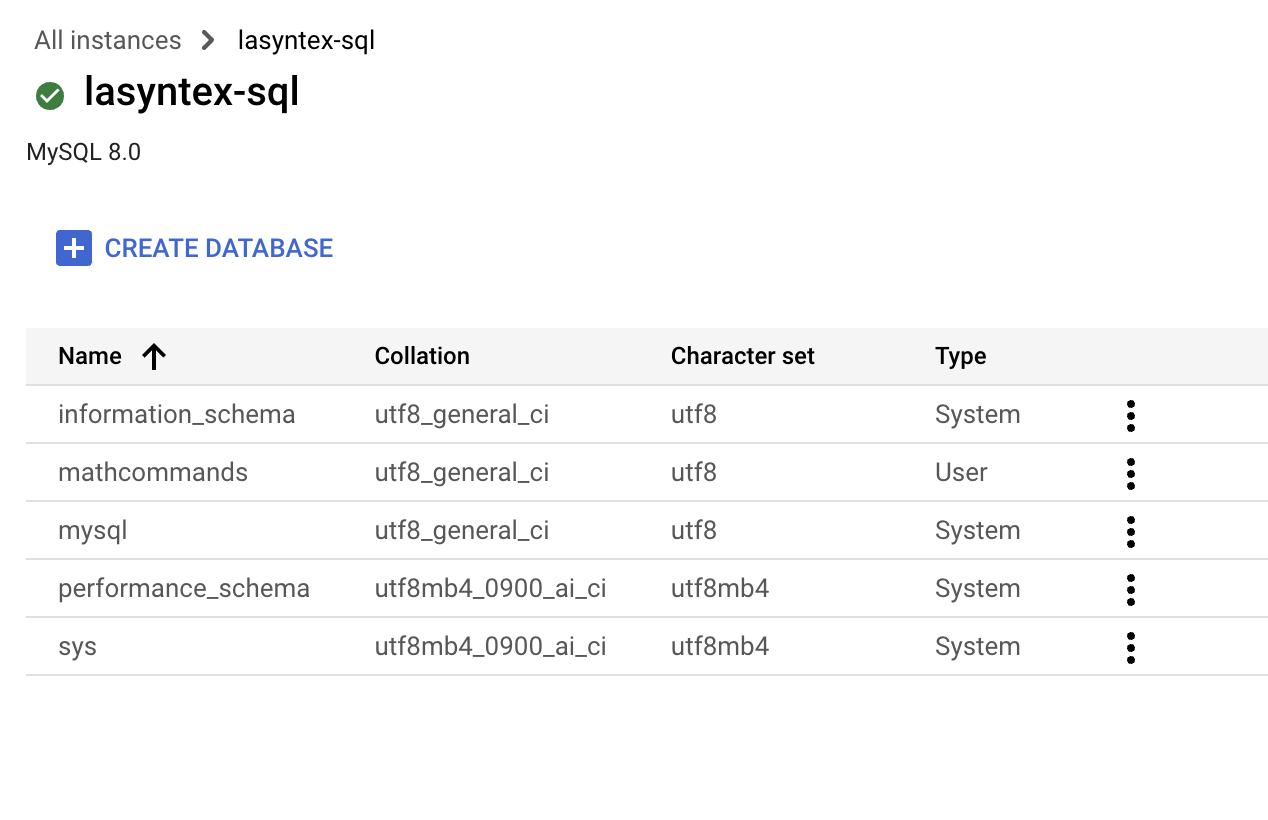 All instances > lasyntex-sql
lasyntex-sql
MySQL 8.0
CREATE DATABASE
Name Collation Character set Type
information_schema utf8_general_ci utf8 System
mathcommands utf8_general_ci utf8 User
mysql utf8_general_ci utf8 System
performance_schema utf8mb4_0900_ai_ci utf8mb4 System
sys utf8mb4_0900_ai_ci utf8mb4 System